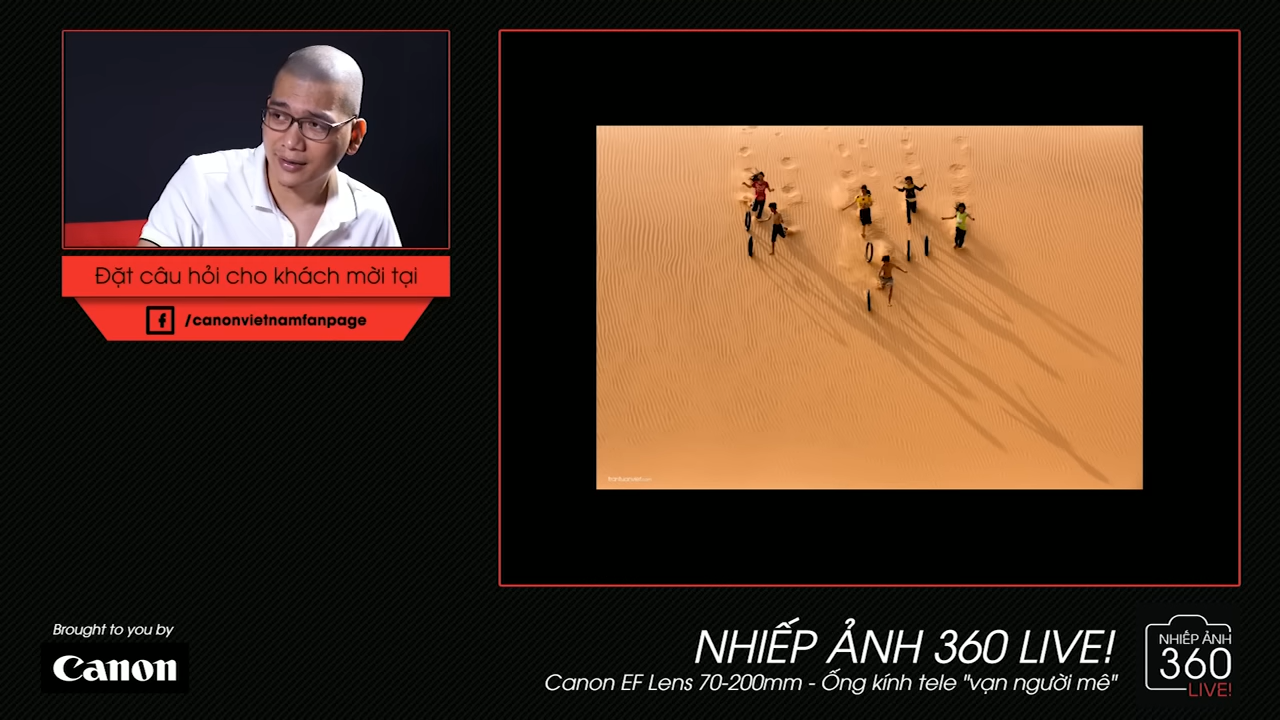 Đặt câu hỏi cho khách mời tại
/canonvietnamfanpage
Brought to you by
Canon
NHIẾP ẢNH 360 LIVE!
Canon EF Lens 70-200mm - Ống kính tele "vạn người mê"
NHIẾP ẢNH
360
LIVE!